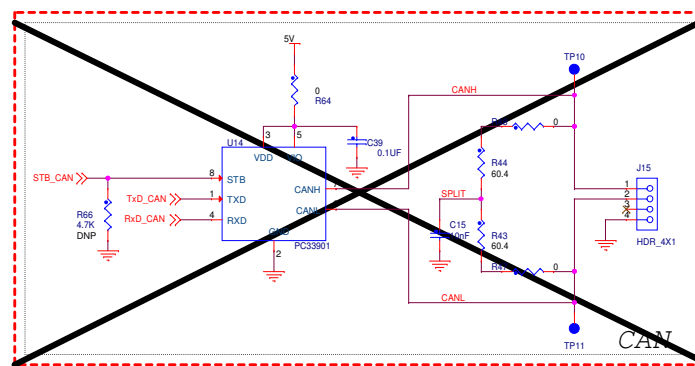 5V
TP10
0
R64
CANH
U14
3
5
C39
0.1UF
0
VDD
R44
60.4
J15
STB_CAN
8
STB
TxD_CAN
1
TXD
CANH
SPLIT
1
2
3
4
RxD_CAN
4
RXD
CANL
R66
4.7K
DNP
C15
10nF
R43
60.4
GND
PC33901
HDR_4X1
2
0
CANL
CAN
TP11